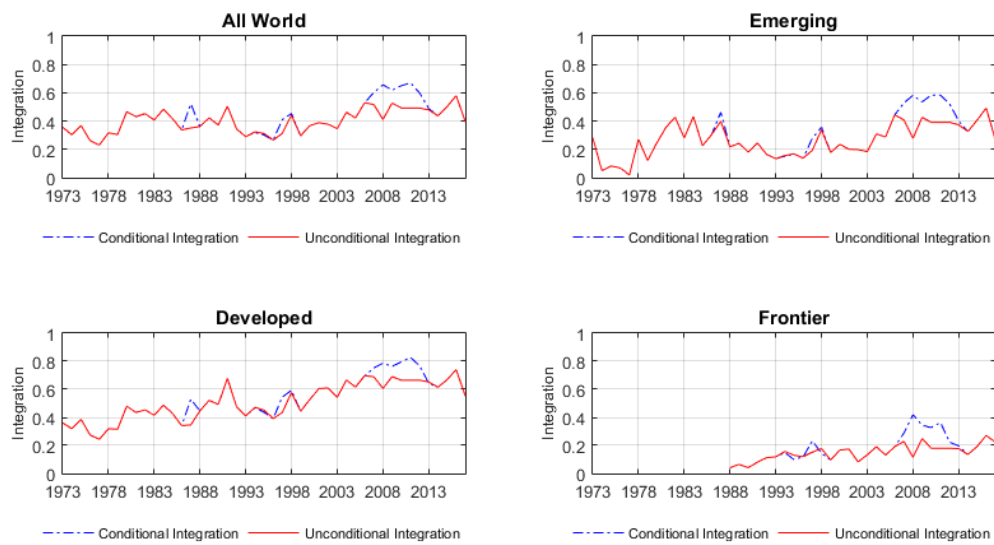 All World
Integration
1
0.8
0.6
0.4
0.2
0
1973 1978 1983 1988 1993 1998 2003 2008 2013
Conditional Integration Unconditional Integration
Emerging
Integration
1
0.8
0.6
0.4
0.2
0
1973 1978 1983 1988 1993 1998 2003 2008 2013
Conditional Integration Unconditional Integration
Developed
Integration
1
0.8
0.6
0.4
0.2
0
1973 1978 1983 1988 1993 1998 2003 2008 2013
Conditional Integration Unconditional Integration
Frontier
Integration
1
0.8
0.6
0.4
0.2
0
1973 1978 1983 1988 1993 1998 2003 2008 2013
Conditional Integration Unconditional Integration